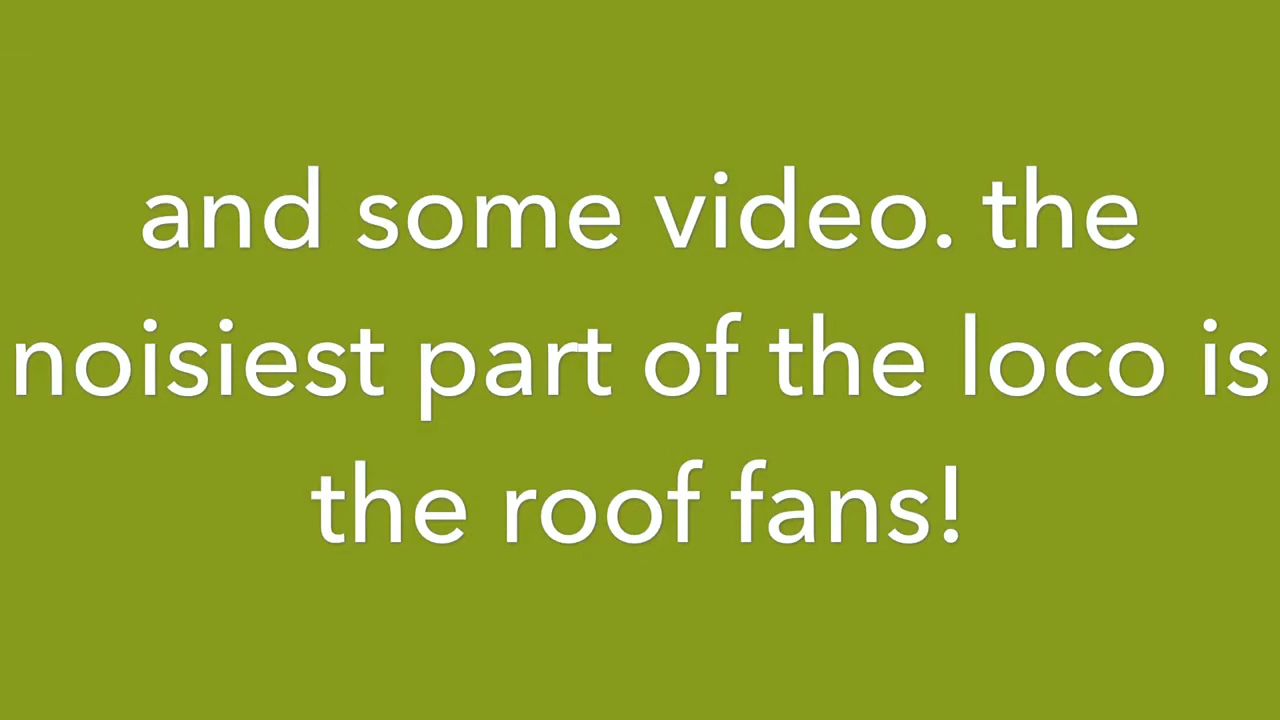 and some video. the
noisiest part of the loco is
the roof fans!